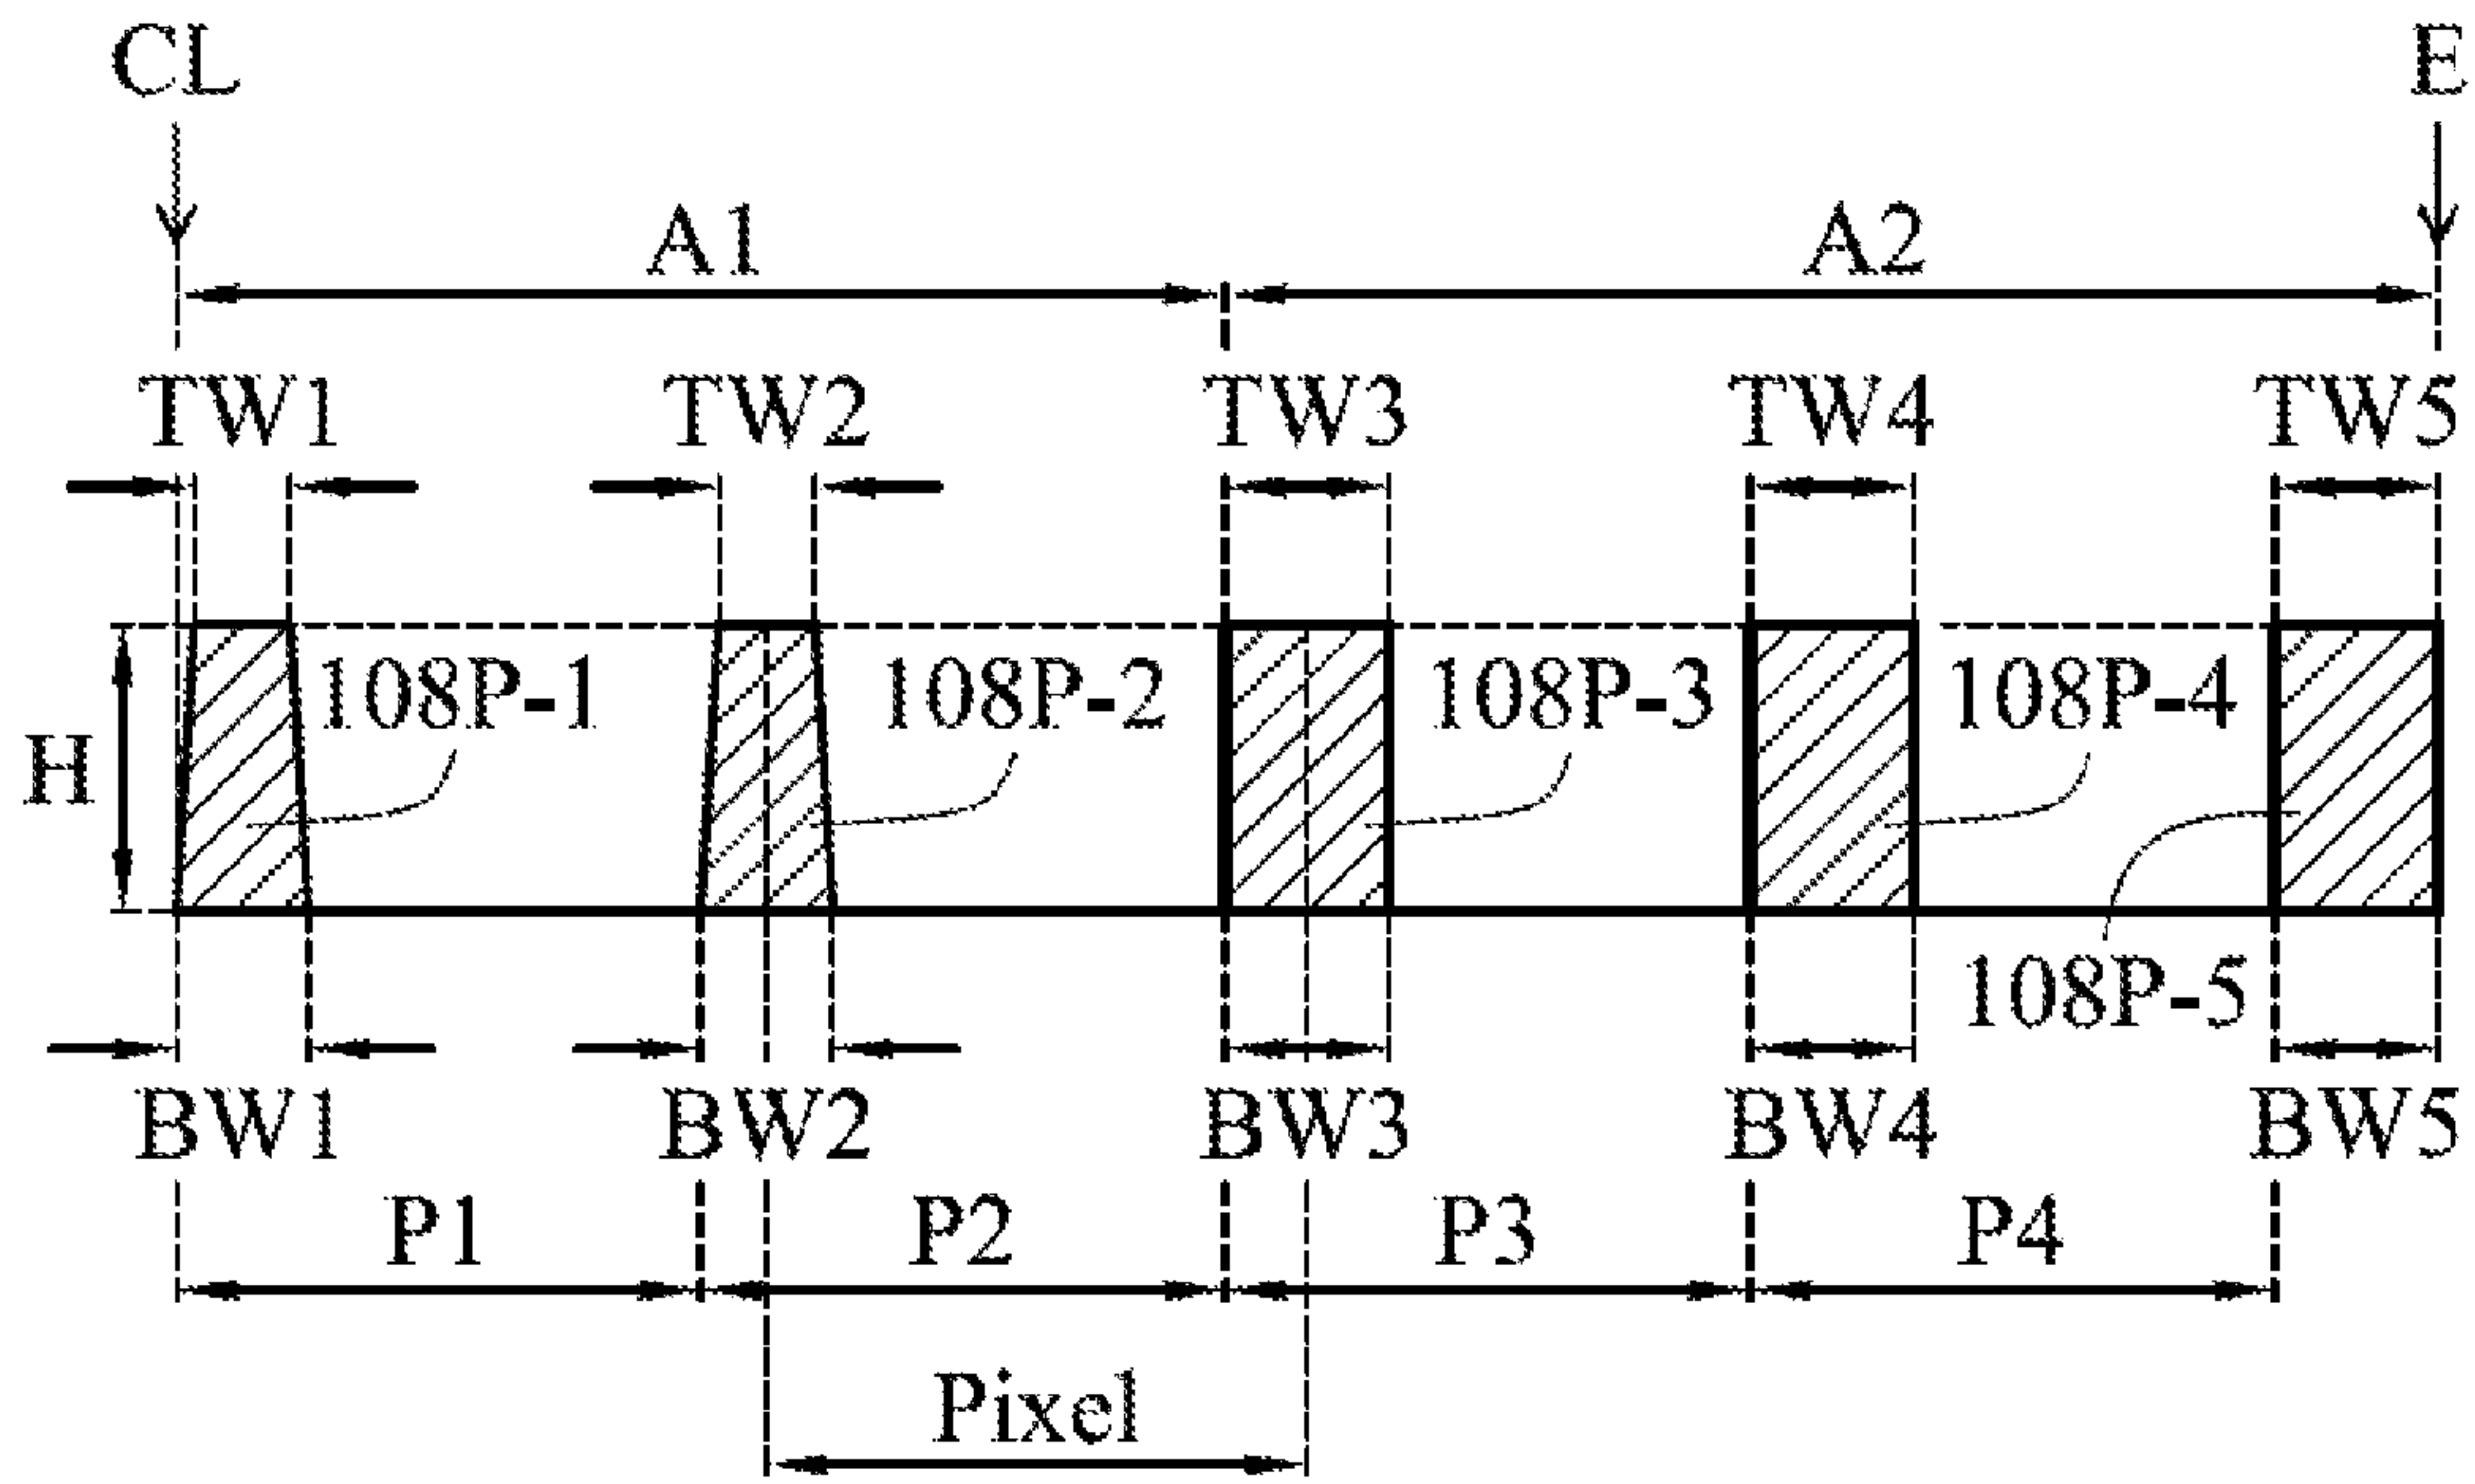 CL E
A1 A2
TW1 TW2 TW3 TW4 TW5
108P-1 108P-2 108P-3 108P-4
H
108P-5
BW1 BW2 BW3 BW4 BW5
P1 P2 P3 P4
Pixel